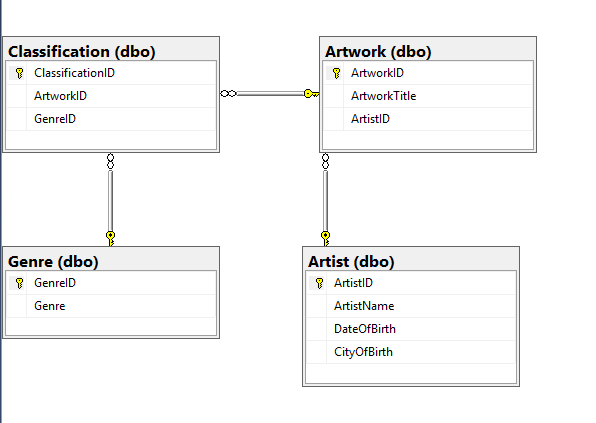 Classification (dbo)
ClassificationID
ArtworkID
GenreID
Artwork (dbo)
ArtworkID
ArtworkTitle
ArtistID
Genre (dbo)
GenreID
Genre
Artist (dbo)
ArtistID
ArtistName
DateOfBirth
CityOfBirth